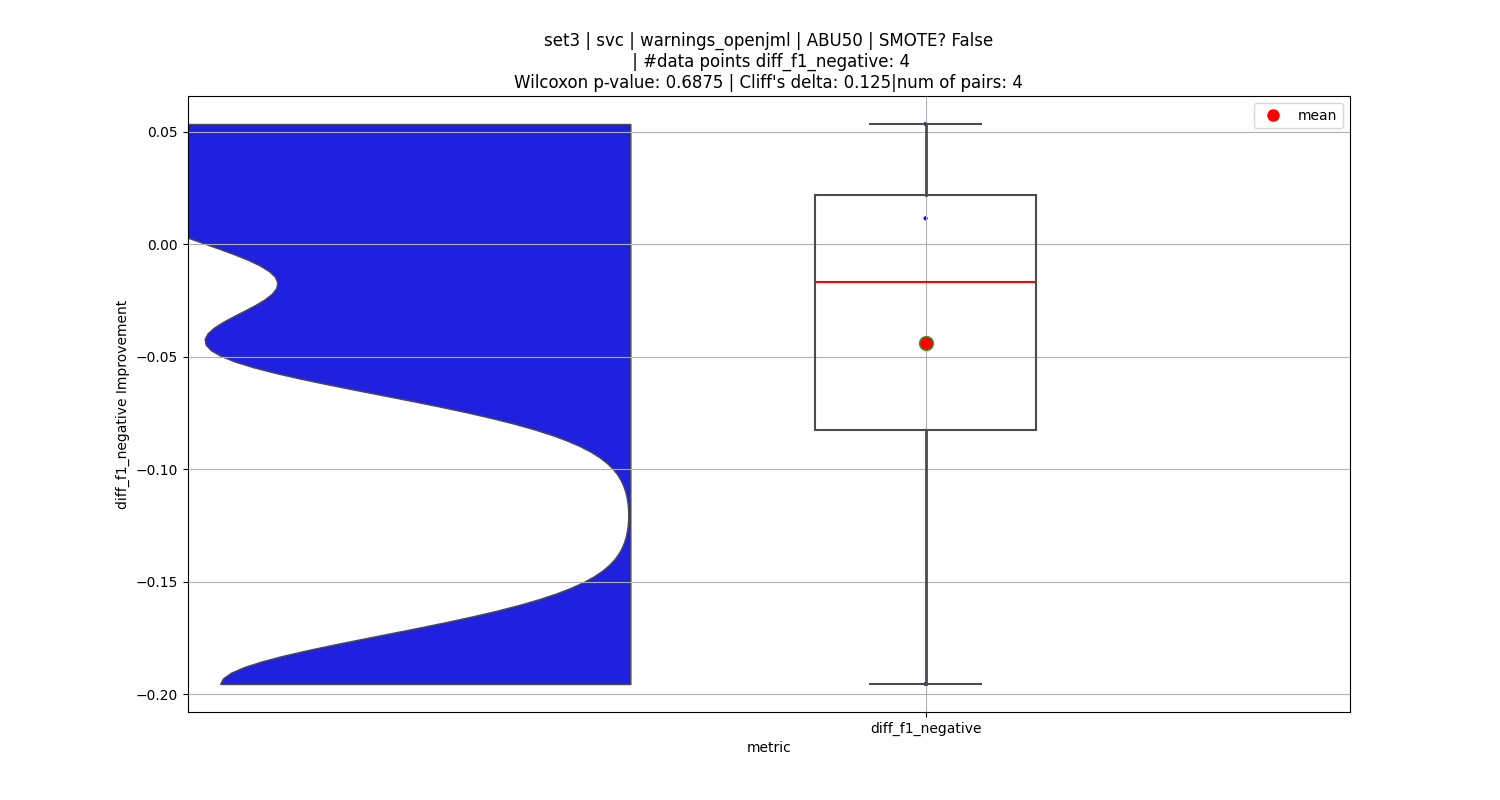 set3 | svc | warnings_openjml | ABU50 | SMOTE? False
| #data points diff_f1_negative: 4
Wilcoxon p-value: 0.6875 | Cliff's delta: 0.125|num of pairs: 4
mean
0.05
0.00
−0.05
−0.10
−0.15
−0.20
diff_f1_negative Improvement
diff_f1_negative
metric